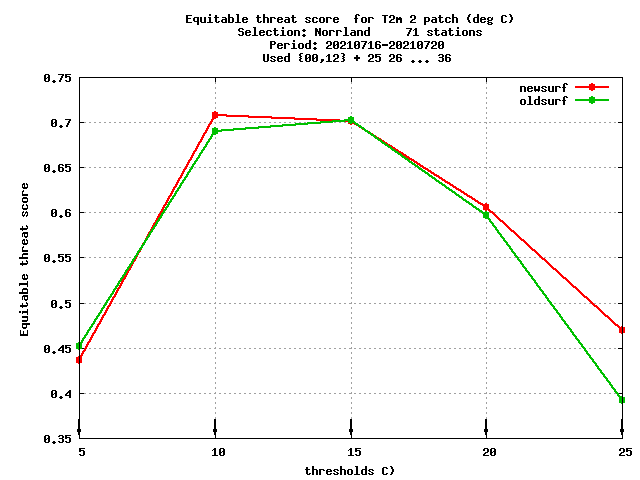 Equitable threat score  for T2m 2 patch (deg C)
Selection: Norrland     71 stations
Period: 20210716-20210720
Used {00,12} + 25 26 ... 36
newsurf
oldsurf
Equitable threat score
0.75
0.7
0.65
0.6
0.55
0.5
0.45
0.4
0.35
5 10 15 20 25
thresholds C)